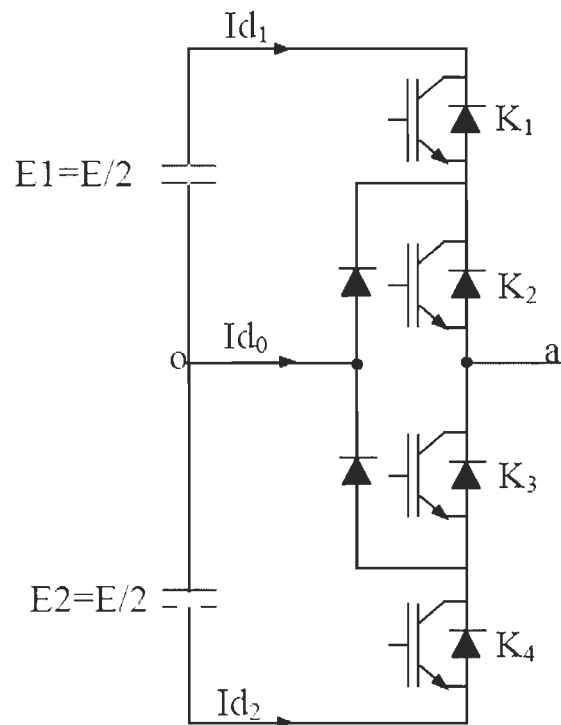 Id₁
K₁
E1=E/2
K₂
Id₀
o
a
K₃
E2=E/2
K₄
Id₂